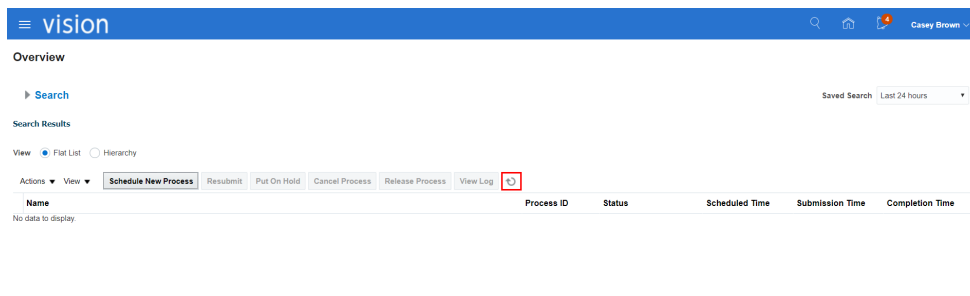 vision
4
Casey Brown
Overview
Search
Saved Search Last 24 hours
Search Results
View Flat List Hierarchy
Actions View Schedule New Process Resubmit Put On Hold Cancel Process Release Process View Log
Name Process ID Status Scheduled Time Submission Time Completion Time
No data to display.